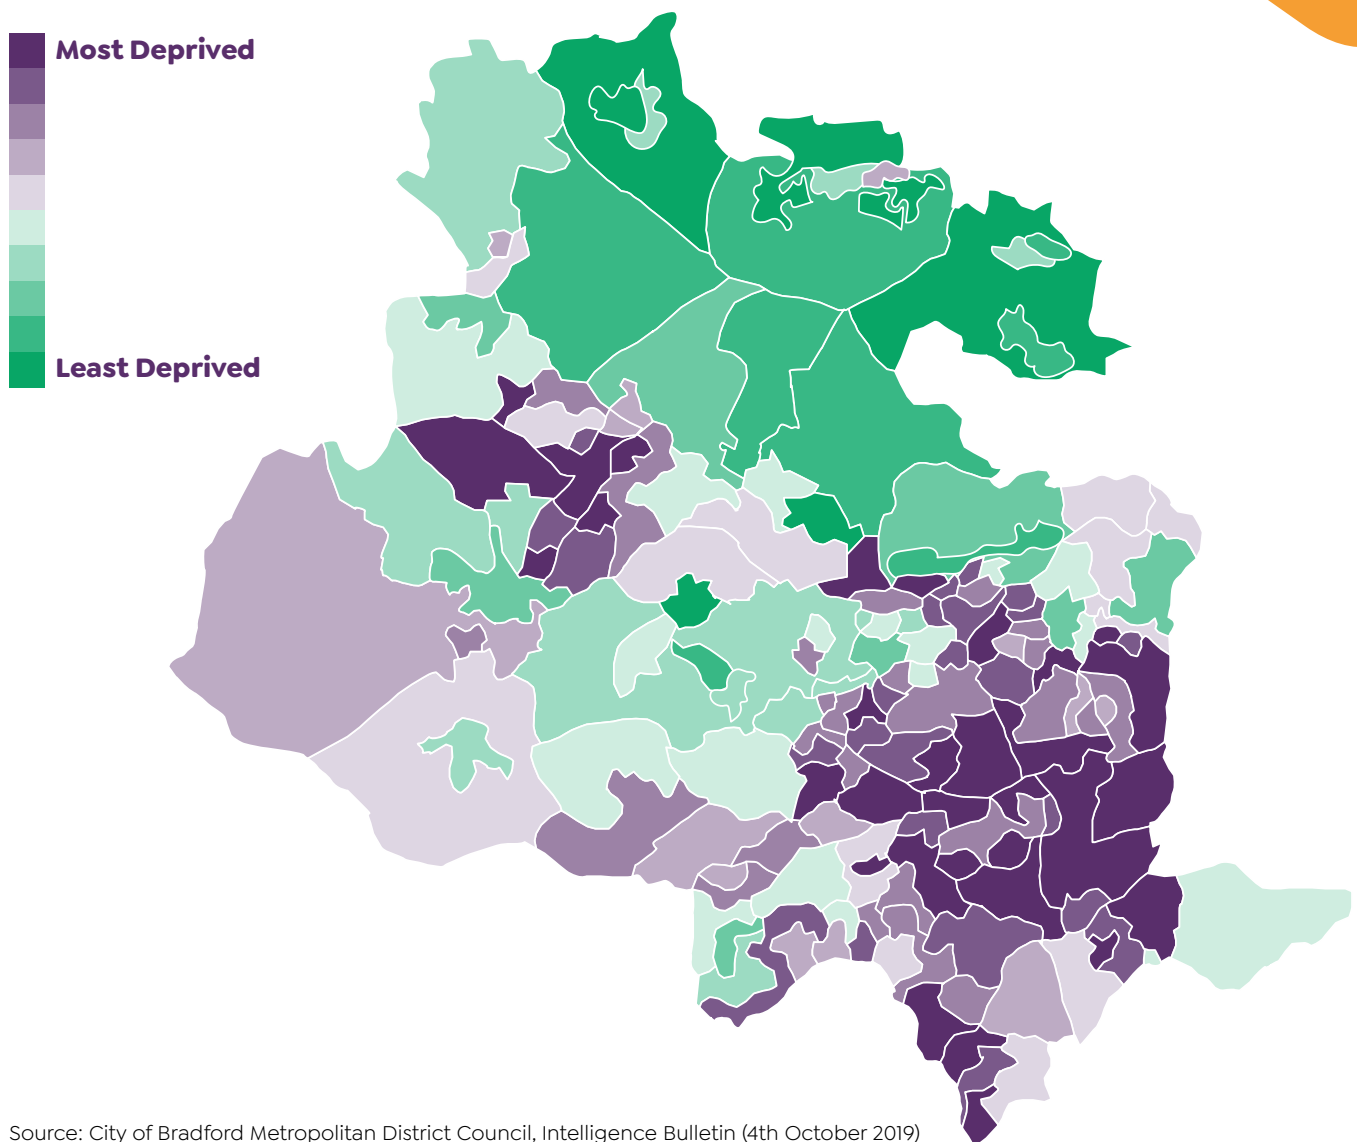 Most Deprived
Least Deprived
Source: City of Bradford Metropolitan District Council, Intelligence Bulletin (4th October 2019)